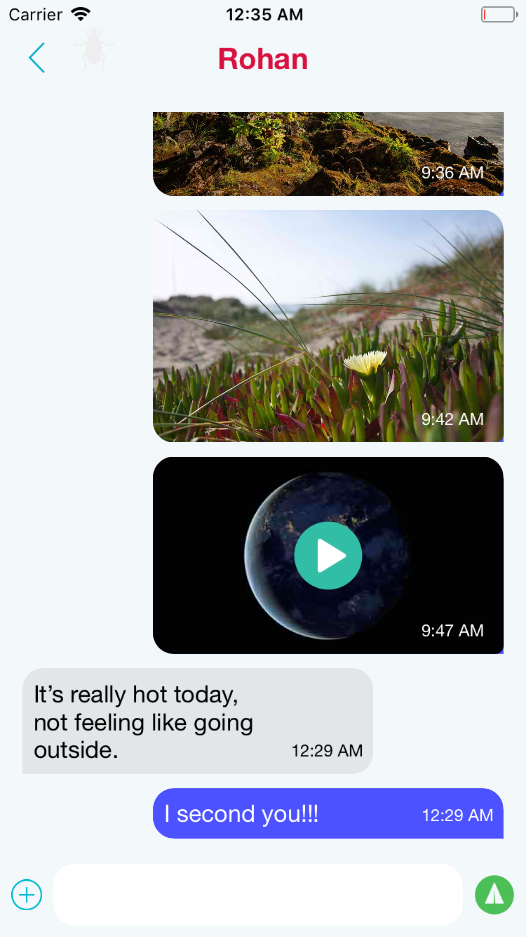 Carrier 12:35 AM
Rohan
9:36 AM
9:42 AM
9:47 AM
It's really hot today,
not feeling like going
outside. 12:29 AM
I second you!!! 12:29 AM